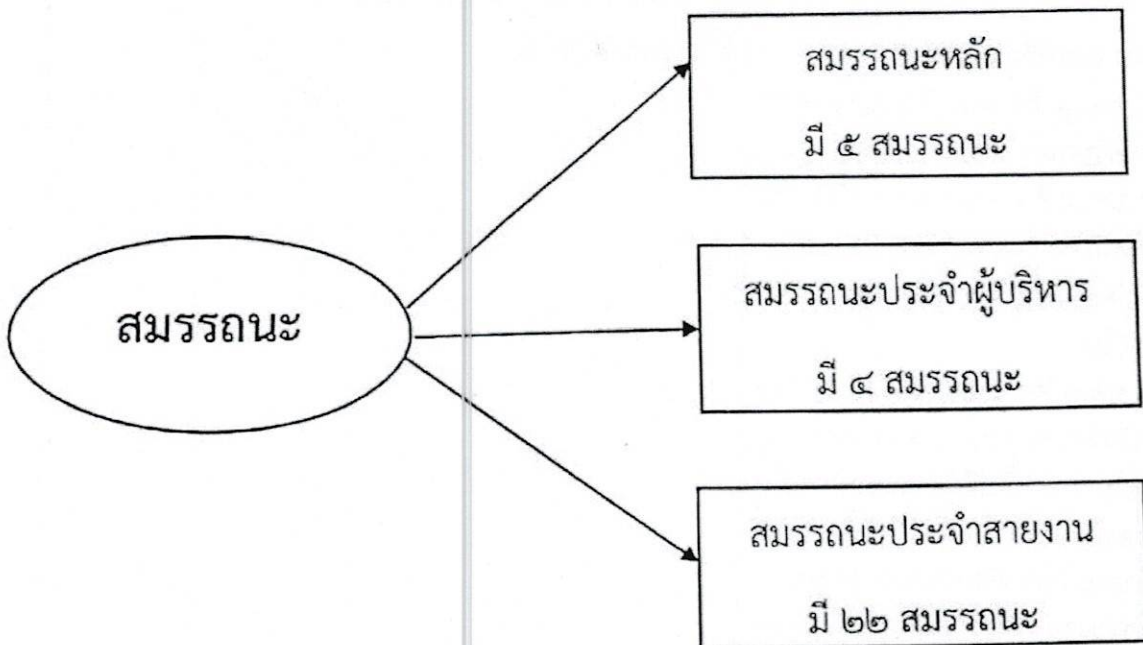 สมรรถนะ
สมรรถนะหลัก
มี ๕ สมรรถนะ
สมรรถนะประจำผู้บริหาร
มี ๔ สมรรถนะ
สมรรถนะประจำสายงาน
มี ๒๒ สมรรถนะ